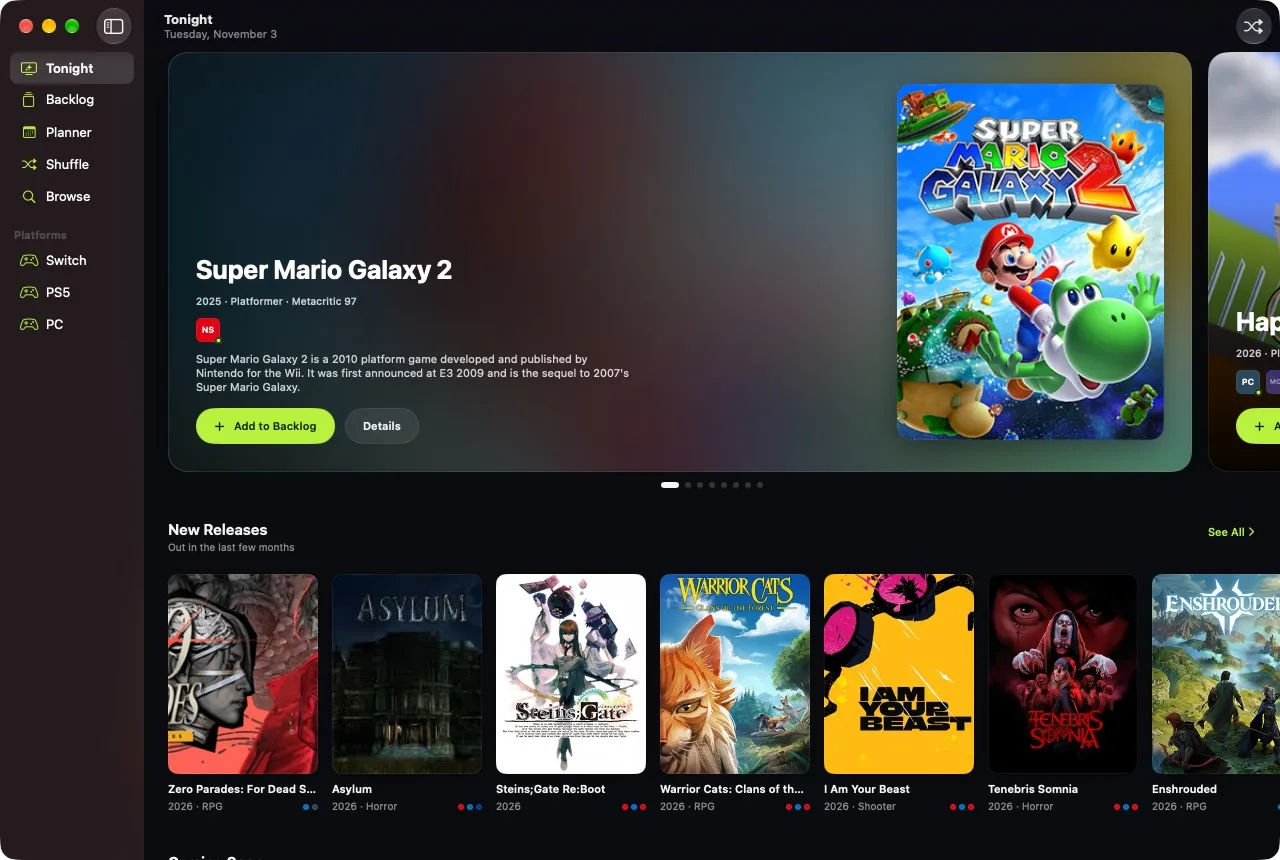 Tonight
Tuesday, November 3
Tonight
Backlog
Planner
Shuffle
Browse
Platforms
Switch
PS5
PC
SUPER
MARIO
GALAXY 2
Super Mario Galaxy 2
2025 · Platformer · Metacritic 97
NS
Super Mario Galaxy 2 is a 2010 platform game developed and published by
Nintendo for the Wii. It was first announced at E3 2009 and is the sequel to 2007's
Super Mario Galaxy.
+ Add to Backlog
Details
Hap
2026 · Pl
PC
+ A
New Releases
Out in the last few months
See All >
ASYLUM
Steins;Gate
WARRIOR CATS
CLANS OF THE FOREST
I AM
YOUR
BEAST
TENEBRIS
SOMNIA
ENSHROUDED
Zero Parades: For Dead S...
2026 · RPG
Asylum
2026 · Horror
Steins;Gate Re:Boot
2026
Warrior Cats: Clans of th...
2026 · RPG
I Am Your Beast
2026 · Shooter
Tenebris Somnia
2026 · Horror
Enshrouded
2026 · RPG